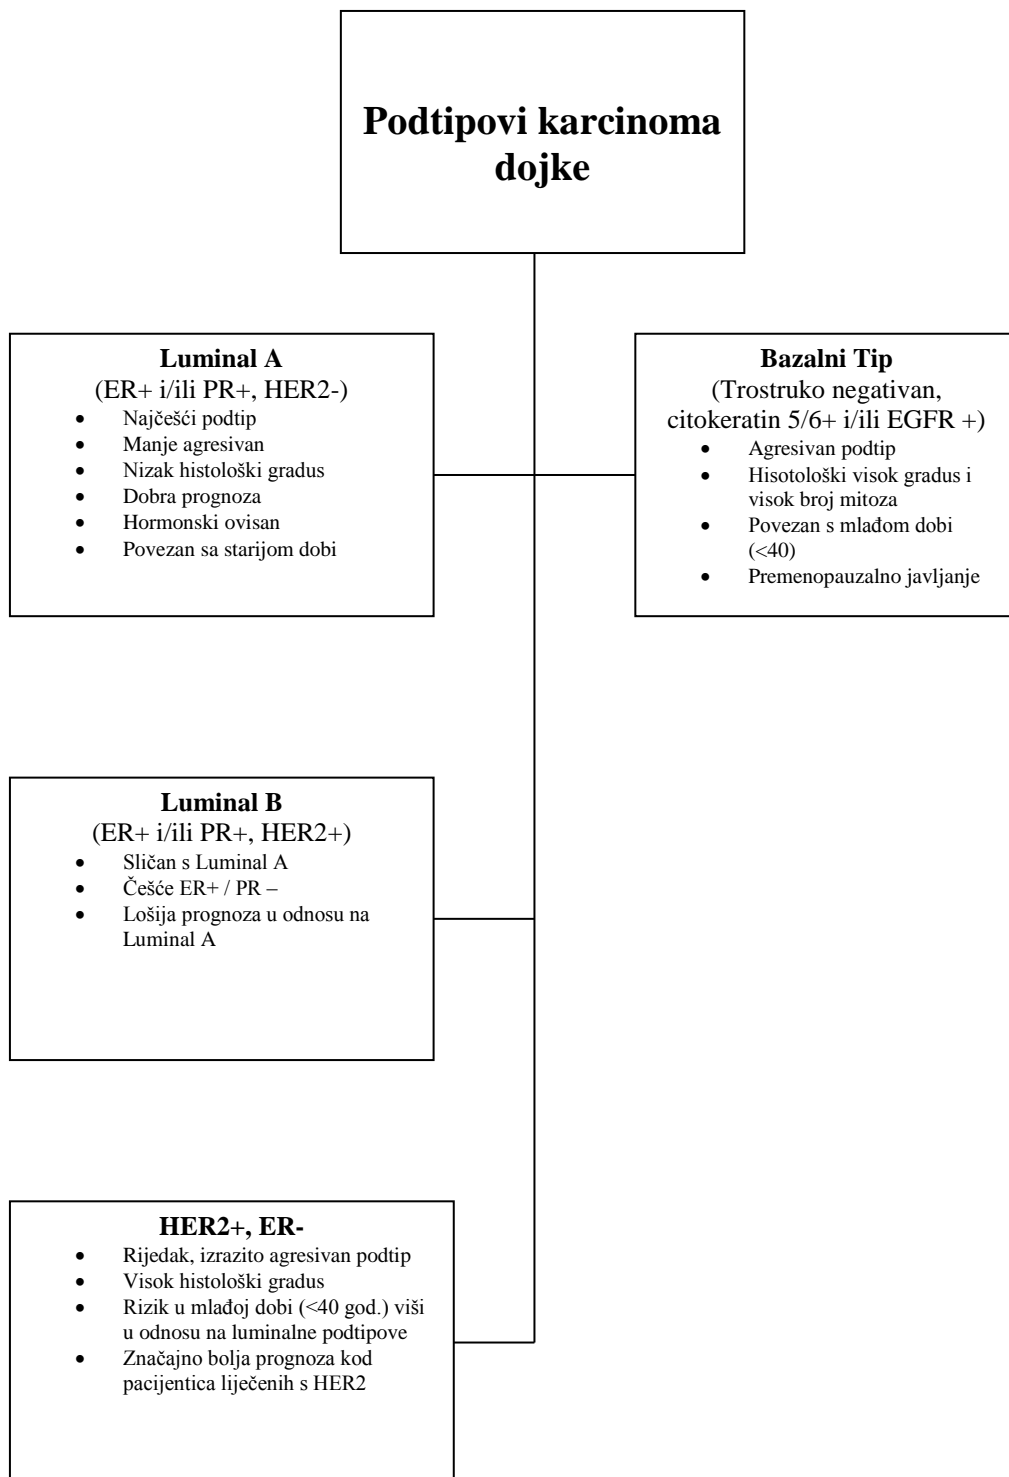 Podtipovi karcinoma
dojke
Luminal A
(ER+ i/ili PR+, HER2-)
• Najčešći podtip
• Manje agresivan
• Nizak histološki gradus
• Dobra prognoza
• Hormonski ovisan
• Povezan sa starijom dobi
Bazalni Tip
(Trostruko negativan,
citokeratin 5/6+ i/ili EGFR +)
• Agresivan podtip
• Hisotološki visok gradus i
visok broj mitoza
• Povezan s mlađom dobi
(<40)
• Premenopauzalno javljanje
Luminal B
(ER+ i/ili PR+, HER2+)
• Sličan s Luminal A
• Češće ER+ / PR –
• Lošija prognoza u odnosu na
Luminal A
HER2+, ER-
• Rijedak, izrazito agresivan podtip
• Visok histološki gradus
• Rizik u mlađoj dobi (<40 god.) viši
u odnosu na luminalne podtipove
• Značajno bolja prognoza kod
pacijentica liječenih s HER2